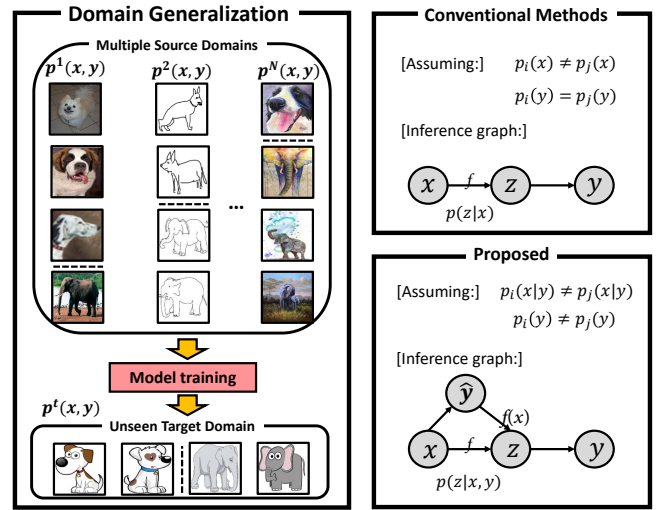 Domain Generalization
Multiple Source Domains
p¹(x, y) p²(x, y) pᴺ(x, y)
...
Model training
pᵗ(x, y)
Unseen Target Domain
Conventional Methods
[Assuming:] pᵢ(x) ≠ pⱼ(x)
pᵢ(y) = pⱼ(y)
[Inference graph:]
x f z y
p(z|x)
Proposed
[Assuming:] pᵢ(x|y) ≠ pⱼ(x|y)
pᵢ(y) ≠ pⱼ(y)
[Inference graph:]
ŷ
f(x)
x f z y
p(z|x, y)